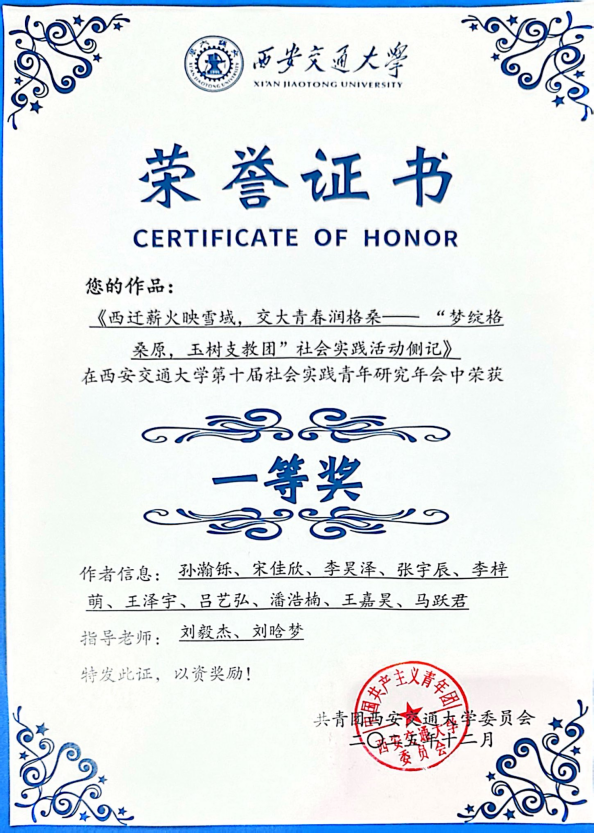 西安交通大学
XI'AN JIAOTONG UNIVERSITY
荣誉证书
CERTIFICATE OF HONOR
您的作品：
《西迁薪火映雪域，交大青春润格桑——“梦绽格
桑原，玉树支教团”社会实践活动侧记》
在西安交通大学第十届社会实践青年研究年会中荣获
一等奖
作者信息：孙瀚铄、宋佳欣、李昊泽、张宇辰、李梓
萌、王泽宇、吕艺弘、潘浩楠、王嘉昊、马跃君
指导老师：刘毅杰、刘晗梦
特发此证，以资奖励！
共青团西安交通大学委员会
二〇二五年十二月
中国共产主义青年团
西安交通大学
委员会